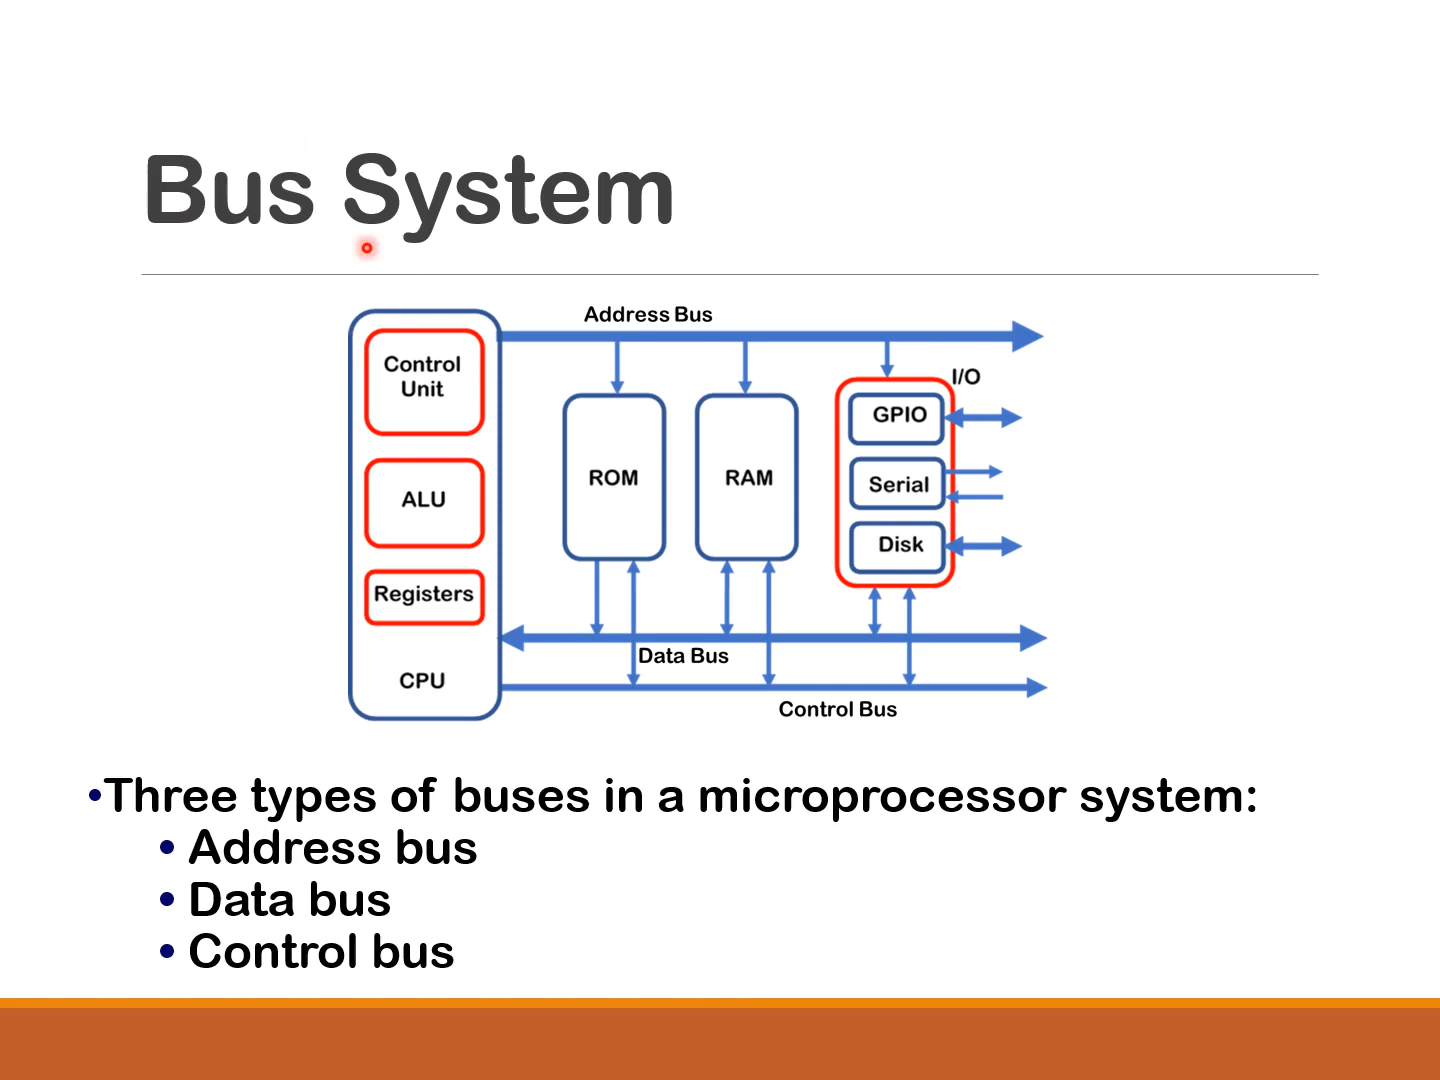 Bus System
Address Bus
Control
Unit
I/O
GPIO
ROM
RAM
Serial
ALU
Disk
Registers
Data Bus
CPU
Control Bus
•Three types of buses in a microprocessor system:
• Address bus
• Data bus
• Control bus